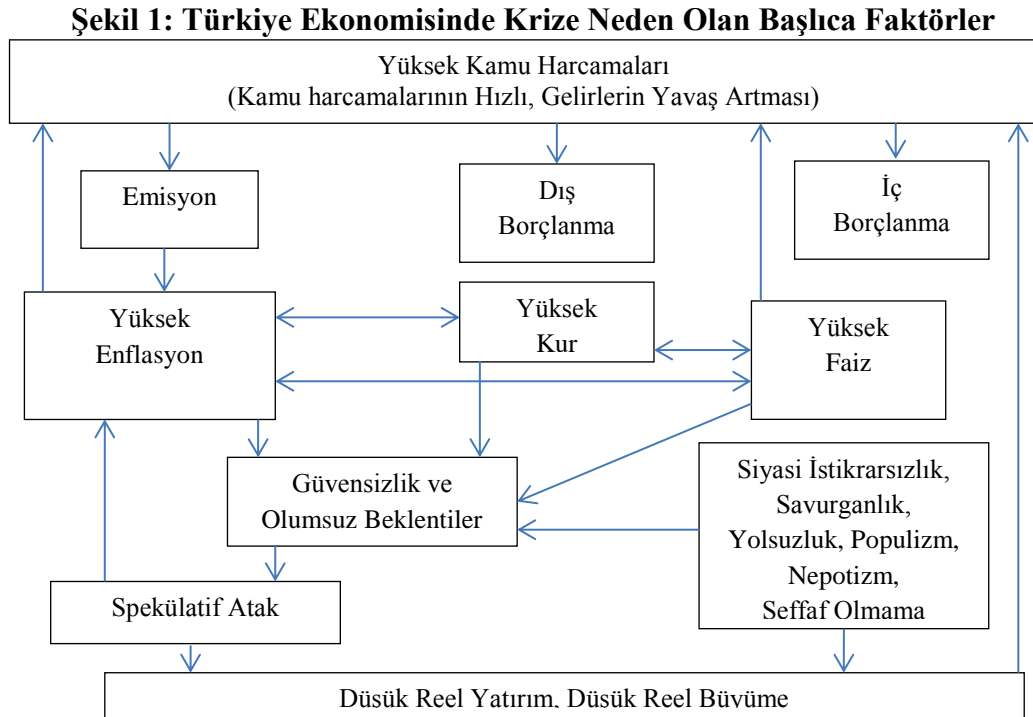 Şekil 1: Türkiye Ekonomisinde Krize Neden Olan Başlıca Faktörler
Yüksek Kamu Harcamaları
(Kamu harcamalarının Hızlı, Gelirlerin Yavaş Artması)
Emisyon
Dış
Borçlanma
İç
Borçlanma
Yüksek
Enflasyon
Yüksek
Kur
Yüksek
Faiz
Güvensizlik ve
Olumsuz Beklentiler
Siyasi İstikrarsızlık,
Savurganlık,
Yolsuzluk, Populizm,
Nepotizm,
Seffaf Olmama
Spekülatif Atak
Düşük Reel Yatırım, Düşük Reel Büyüme